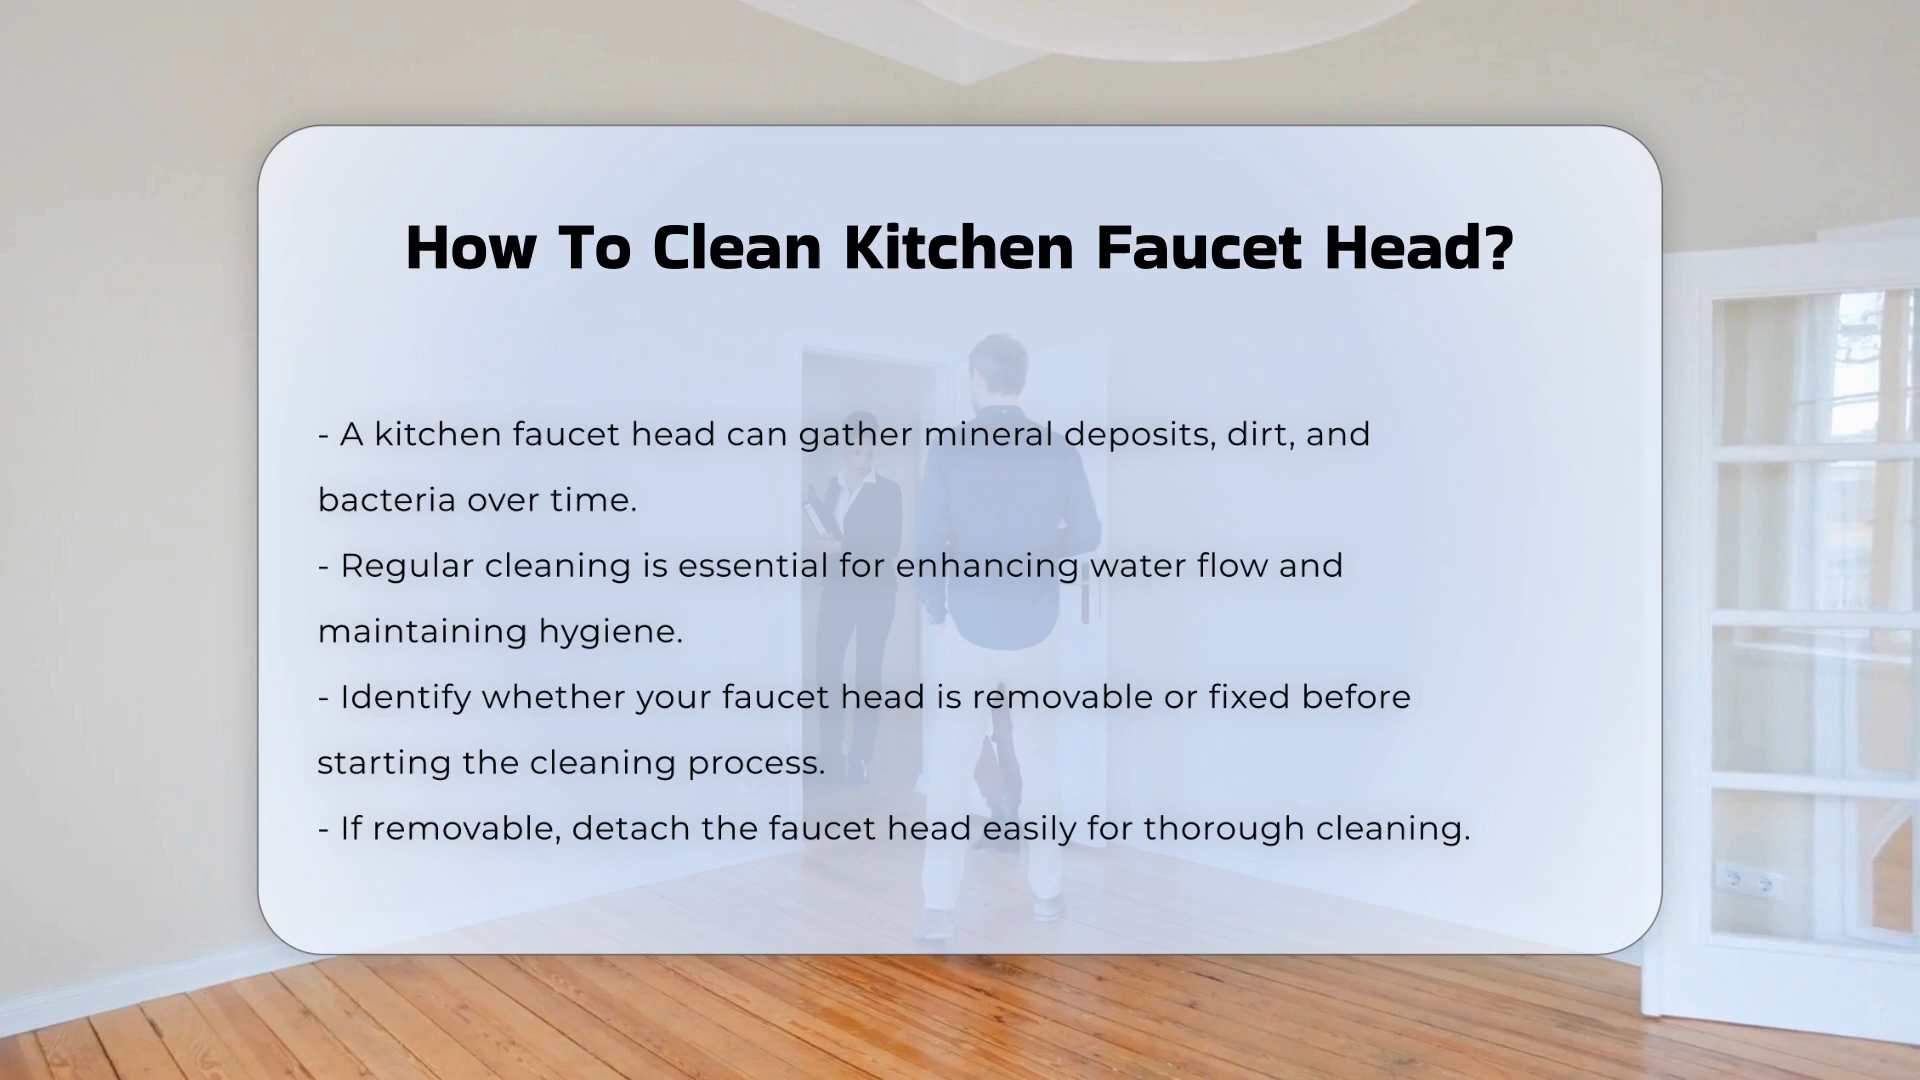 How To Clean Kitchen Faucet Head?
- A kitchen faucet head can gather mineral deposits, dirt, and
bacteria over time.
- Regular cleaning is essential for enhancing water flow and
maintaining hygiene.
- Identify whether your faucet head is removable or fixed before
starting the cleaning process.
- If removable, detach the faucet head easily for thorough cleaning.